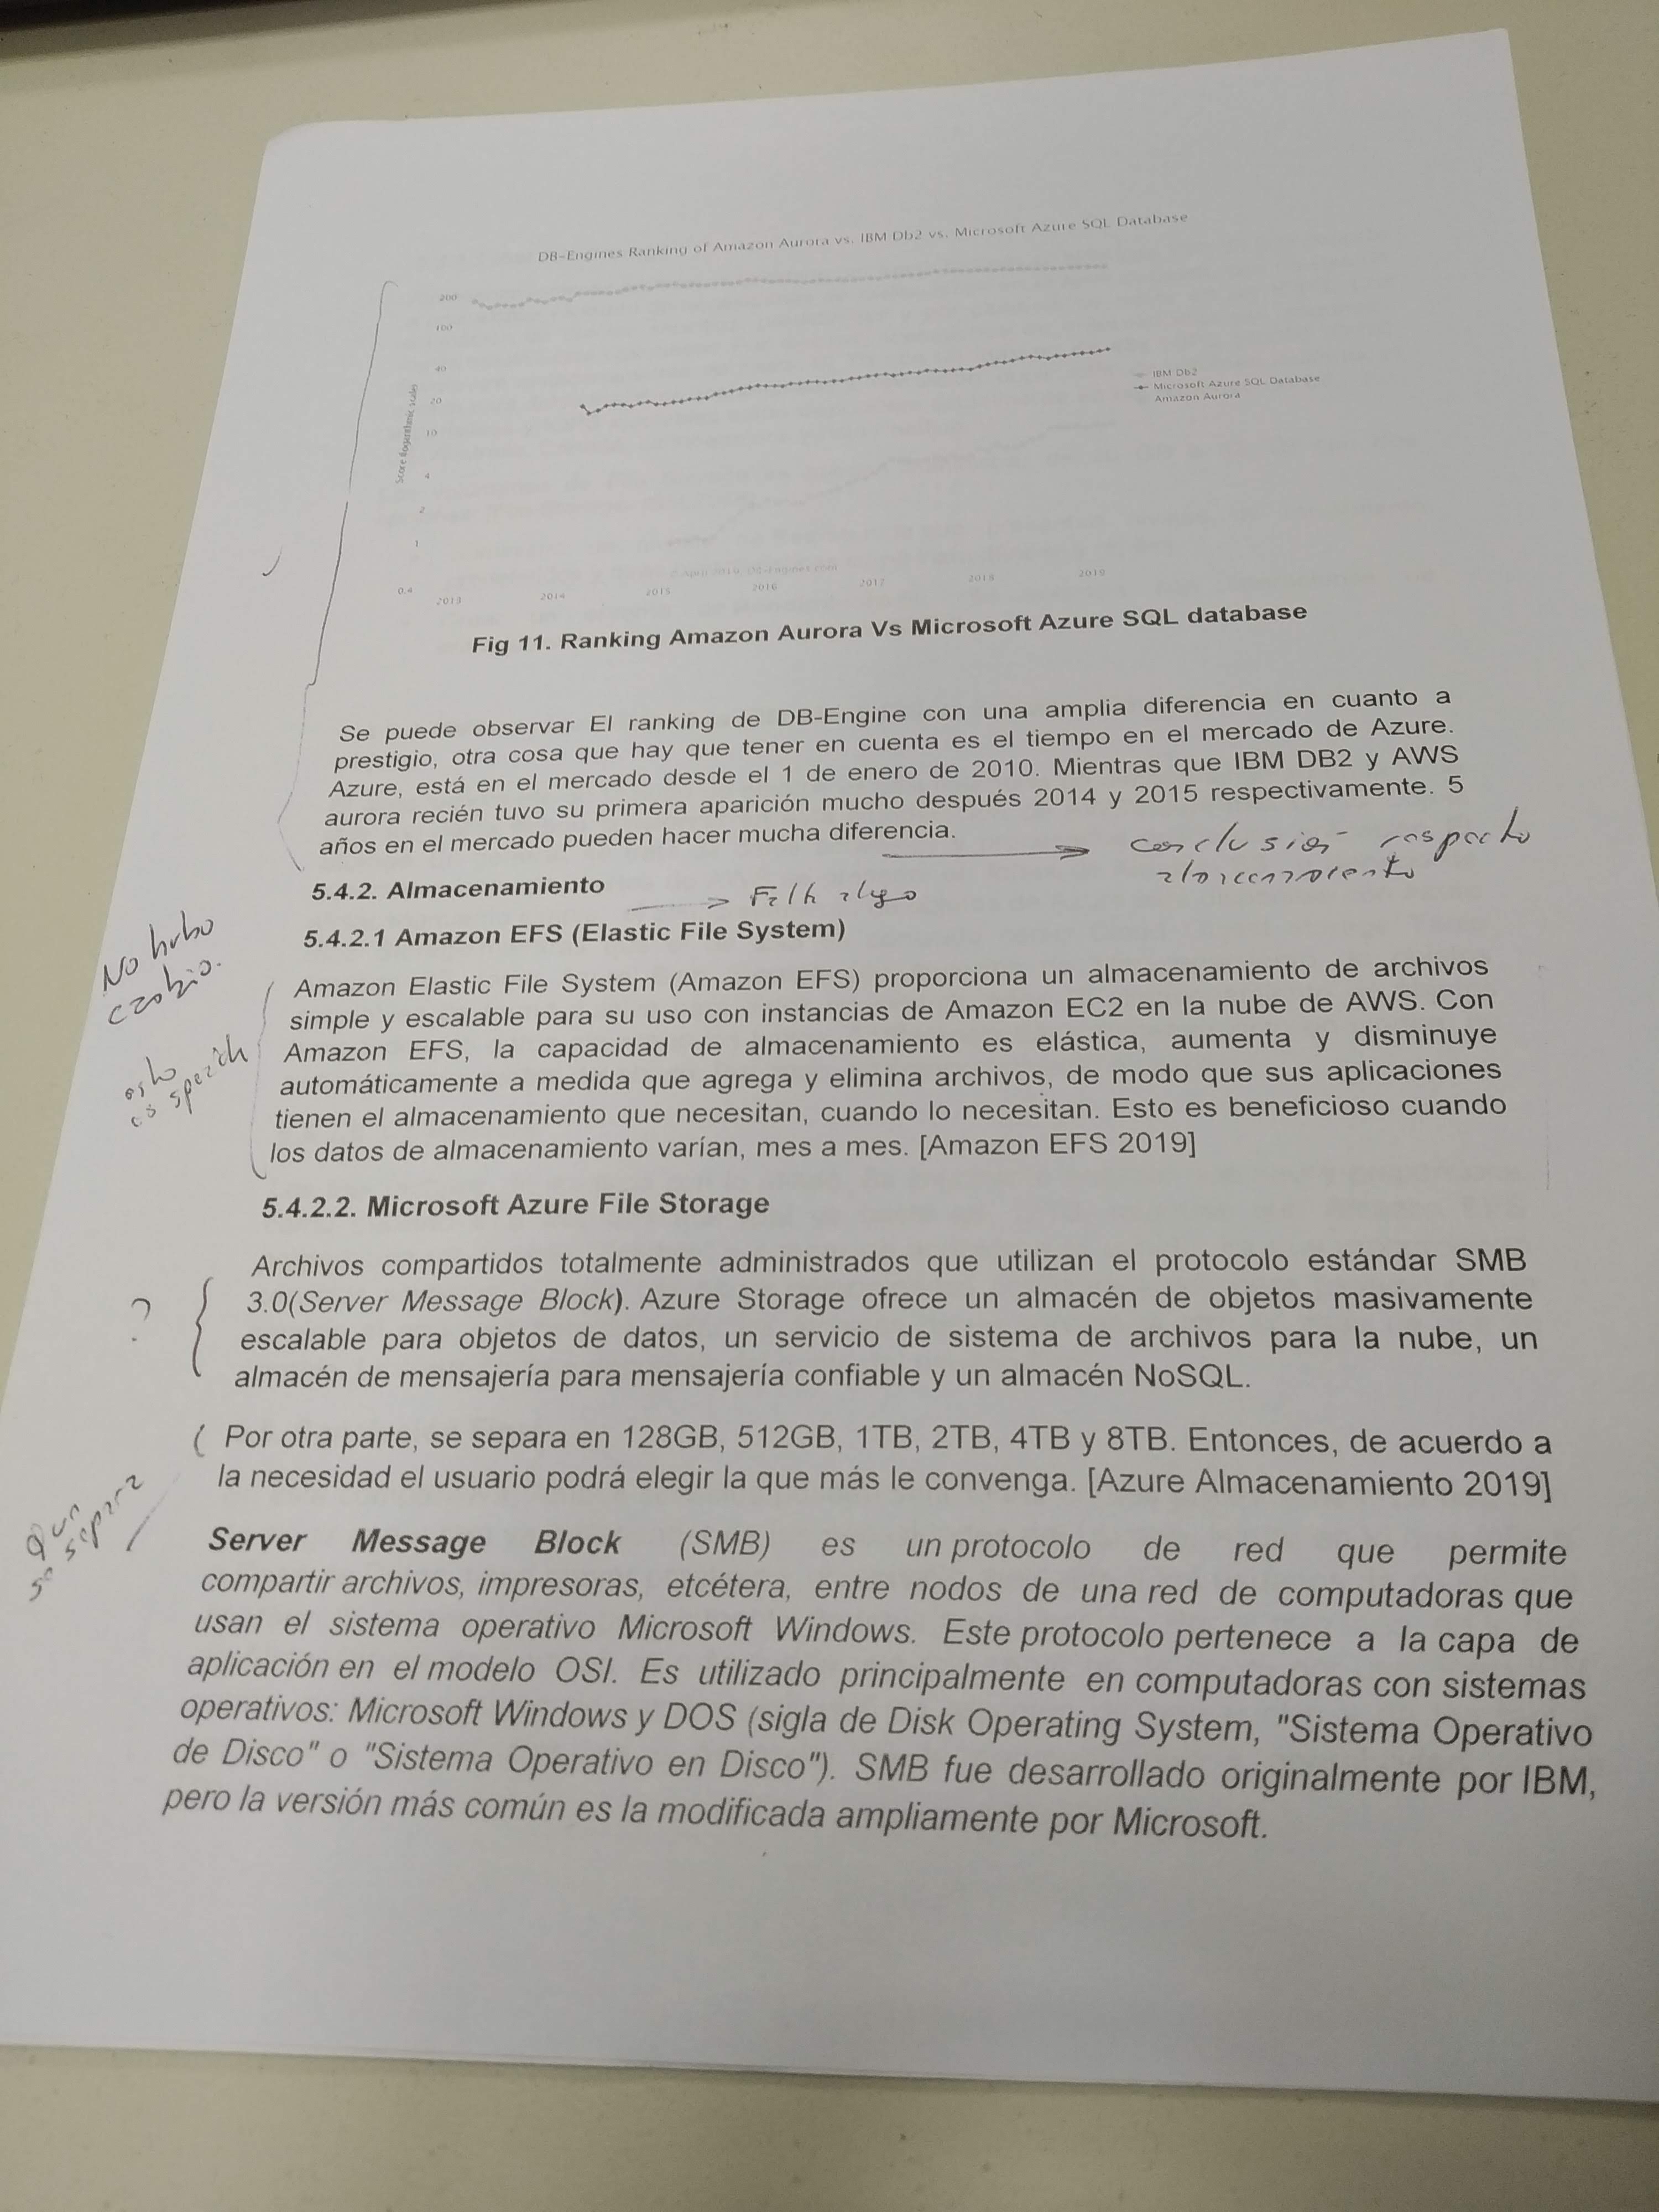 DB-Engines Ranking of Amazon Aurora vs. IBM Db2 vs. Microsoft Azure SQL Database
200
100
40
20
10
4
2
1
0.4
Score (logarithmic scale)
IBM Db2
Microsoft Azure SQL Database
Amazon Aurora
April 2019, DB-Engines.com
2013 2014 2015 2016 2017 2018 2019
Fig 11. Ranking Amazon Aurora Vs Microsoft Azure SQL database
Se puede observar El ranking de DB-Engine con una amplia diferencia en cuanto a
prestigio, otra cosa que hay que tener en cuenta es el tiempo en el mercado de Azure.
Azure, está en el mercado desde el 1 de enero de 2010. Mientras que IBM DB2 y AWS
aurora recién tuvo su primera aparición mucho después 2014 y 2015 respectivamente. 5
años en el mercado pueden hacer mucha diferencia.
conclusión respecto
almacenamiento
5.4.2. Almacenamiento
Falta algo
No hubo
cambio.
5.4.2.1 Amazon EFS (Elastic File System)
Amazon Elastic File System (Amazon EFS) proporciona un almacenamiento de archivos
simple y escalable para su uso con instancias de Amazon EC2 en la nube de AWS. Con
Amazon EFS, la capacidad de almacenamiento es elástica, aumenta y disminuye
automáticamente a medida que agrega y elimina archivos, de modo que sus aplicaciones
tienen el almacenamiento que necesitan, cuando lo necesitan. Esto es beneficioso cuando
los datos de almacenamiento varían, mes a mes. [Amazon EFS 2019]
esto
es
5.4.2.2. Microsoft Azure File Storage
?
Archivos compartidos totalmente administrados que utilizan el protocolo estándar SMB
3.0(Server Message Block). Azure Storage ofrece un almacén de objetos masivamente
escalable para objetos de datos, un servicio de sistema de archivos para la nube, un
almacén de mensajería para mensajería confiable y un almacén NoSQL.
Por otra parte, se separa en 128GB, 512GB, 1TB, 2TB, 4TB y 8TB. Entonces, de acuerdo a
la necesidad el usuario podrá elegir la que más le convenga. [Azure Almacenamiento 2019]
se separa
Server Message Block (SMB) es un protocolo de red que permite
compartir archivos, impresoras, etcétera, entre nodos de una red de computadoras que
usan el sistema operativo Microsoft Windows. Este protocolo pertenece a la capa de
aplicación en el modelo OSI. Es utilizado principalmente en computadoras con sistemas
operativos: Microsoft Windows y DOS (sigla de Disk Operating System, "Sistema Operativo
de Disco" o "Sistema Operativo en Disco"). SMB fue desarrollado originalmente por IBM,
pero la versión más común es la modificada ampliamente por Microsoft.